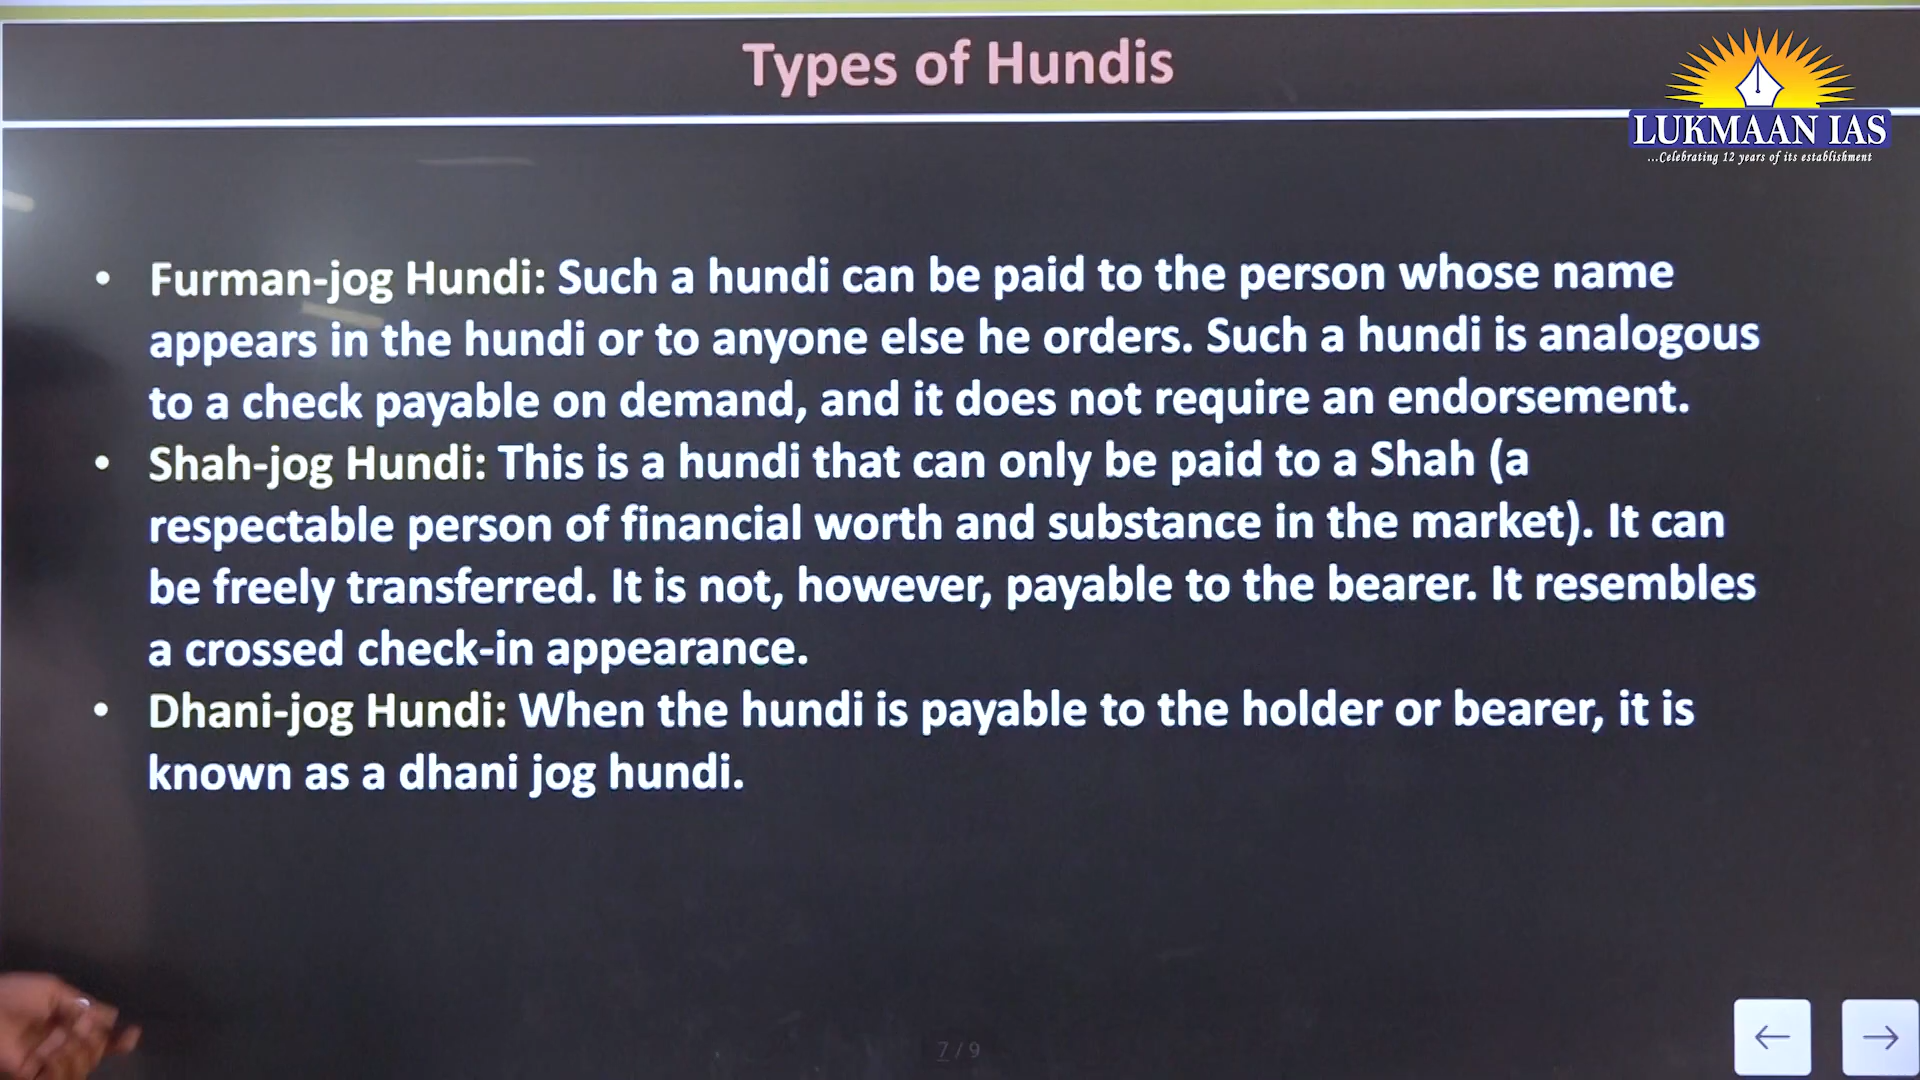 Types of Hundis
LUKMAAN IAS
...Celebrating 12 years of its establishment
• Furman-jog Hundi: Such a hundi can be paid to the person whose name
appears in the hundi or to anyone else he orders. Such a hundi is analogous
to a check payable on demand, and it does not require an endorsement.
• Shah-jog Hundi: This is a hundi that can only be paid to a Shah (a
respectable person of financial worth and substance in the market). It can
be freely transferred. It is not, however, payable to the bearer. It resembles
a crossed check-in appearance.
• Dhani-jog Hundi: When the hundi is payable to the holder or bearer, it is
known as a dhani jog hundi.
7 / 9